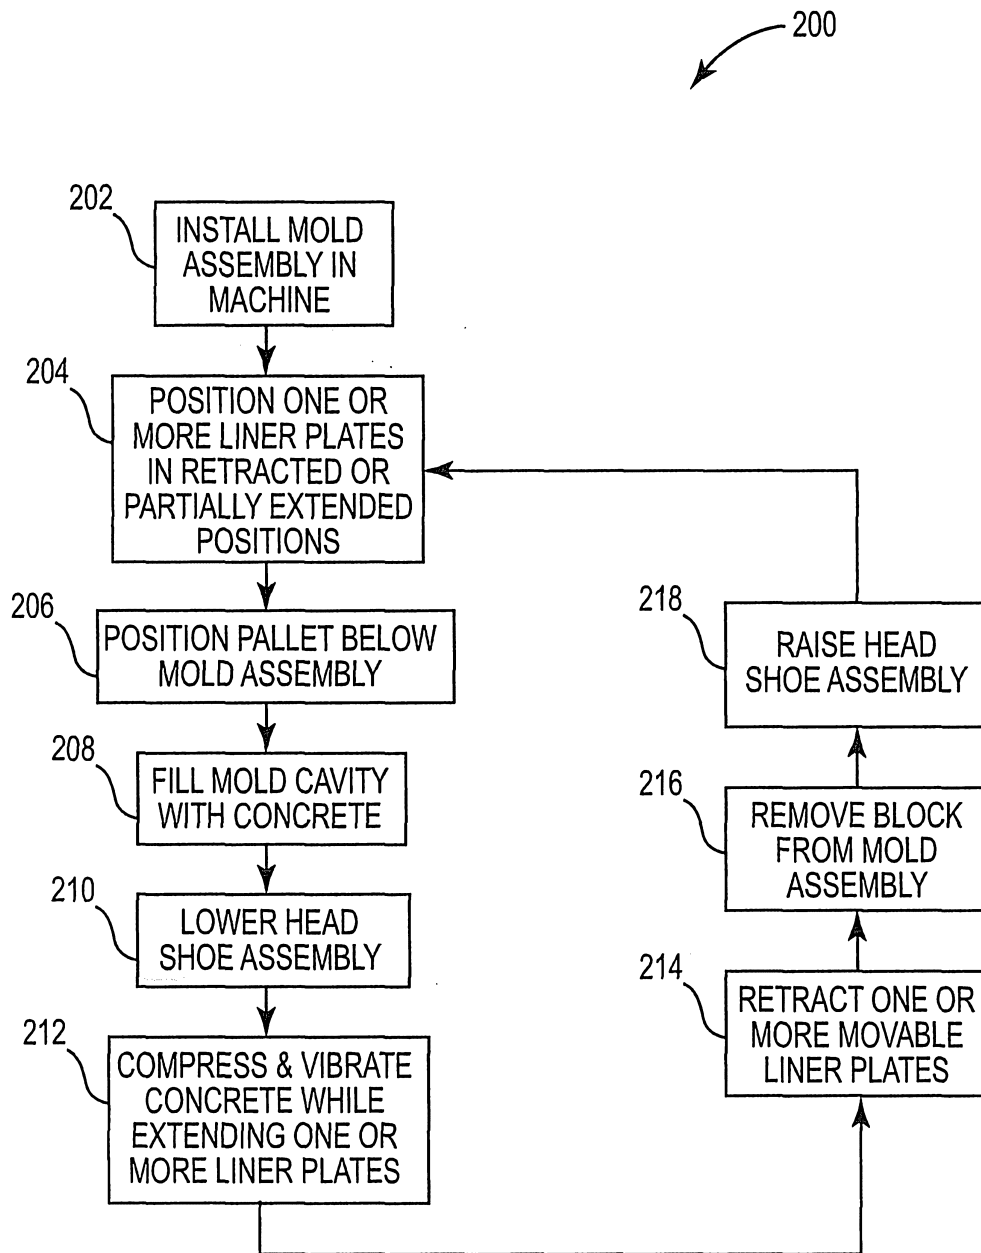 200
202
INSTALL MOLD
ASSEMBLY IN
MACHINE
204
POSITION ONE OR
MORE LINER PLATES
IN RETRACTED OR
PARTIALLY EXTENDED
POSITIONS
206
POSITION PALLET BELOW
MOLD ASSEMBLY
208
FILL MOLD CAVITY
WITH CONCRETE
210
LOWER HEAD
SHOE ASSEMBLY
212
COMPRESS & VIBRATE
CONCRETE WHILE
EXTENDING ONE OR
MORE LINER PLATES
214
RETRACT ONE OR
MORE MOVABLE
LINER PLATES
216
REMOVE BLOCK
FROM MOLD
ASSEMBLY
218
RAISE HEAD
SHOE ASSEMBLY